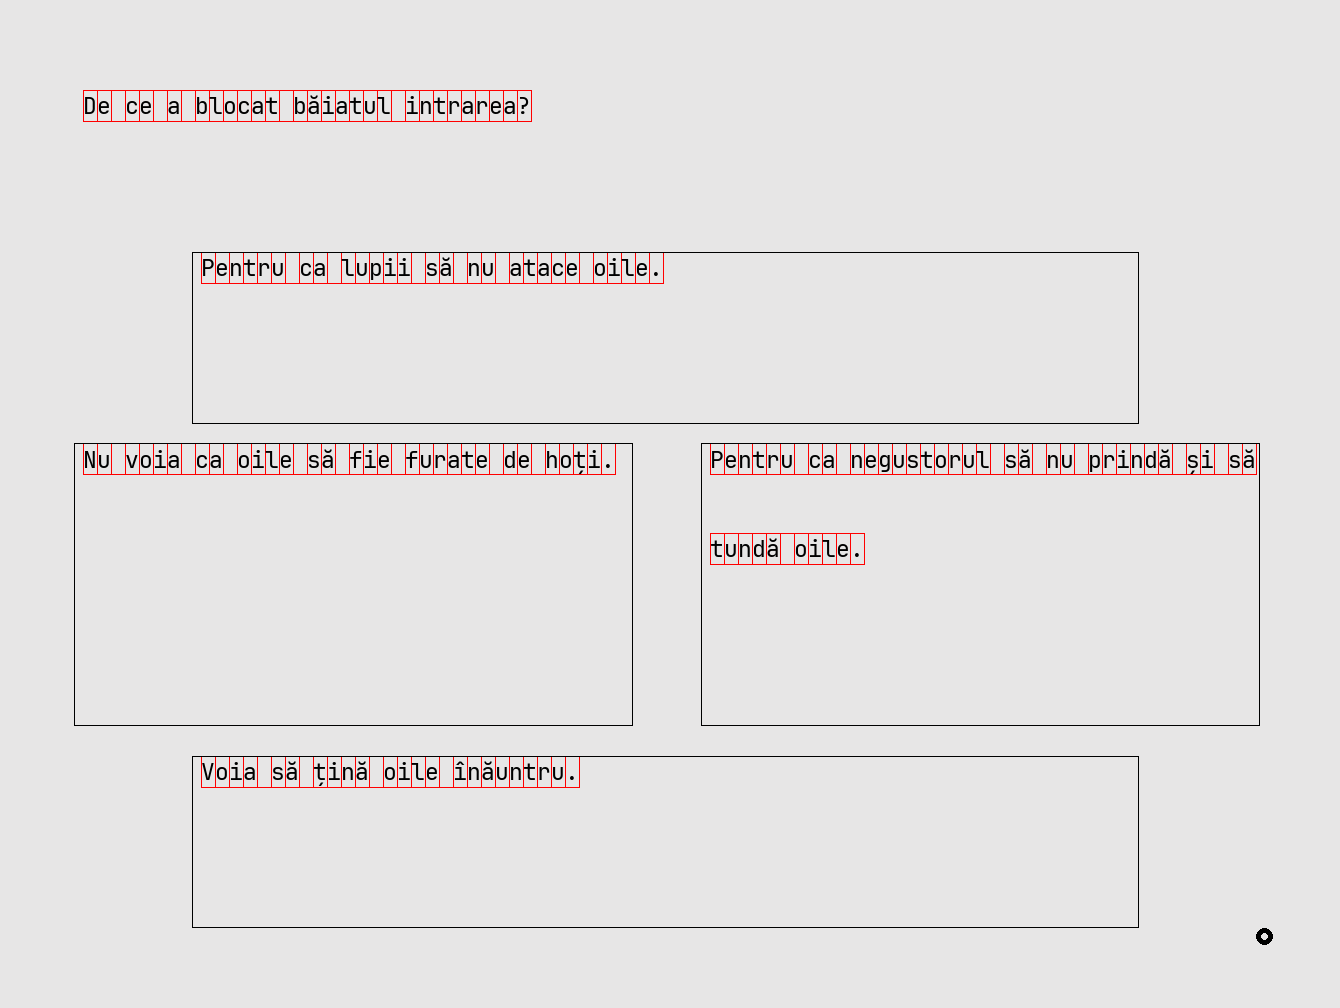 De ce a blocat băiatul intrarea?
Pentru ca lupii să nu atace oile.
Nu voia ca oile să fie furate de hoți.
Pentru ca negustorul să nu prindă și să
tundă oile.
Voia să țină oile înăuntru.